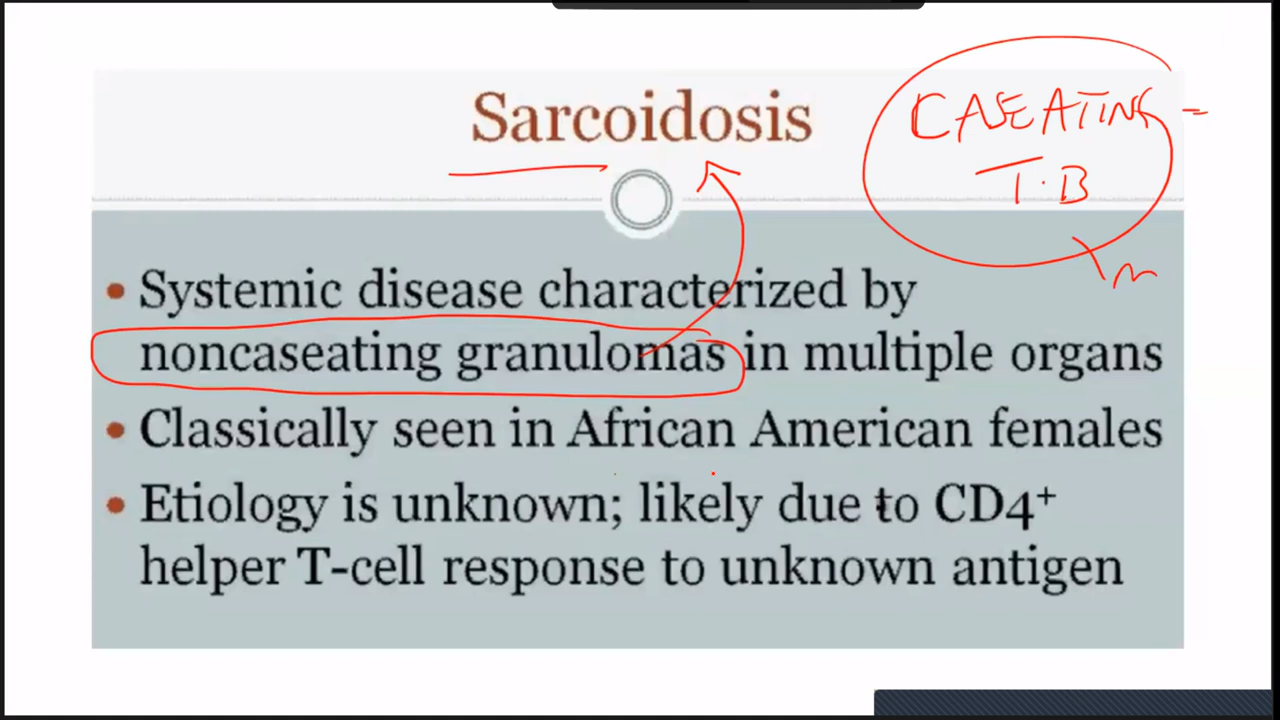 Sarcoidosis
CASEATING -
T.B
• Systemic disease characterized by
noncaseating granulomas in multiple organs
• Classically seen in African American females
• Etiology is unknown; likely due to CD4⁺
helper T-cell response to unknown antigen